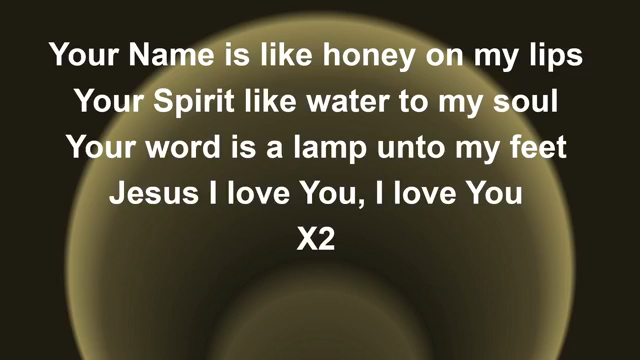 Your Name is like honey on my lips
Your Spirit like water to my soul
Your word is a lamp unto my feet
Jesus I love You, I love You
X2